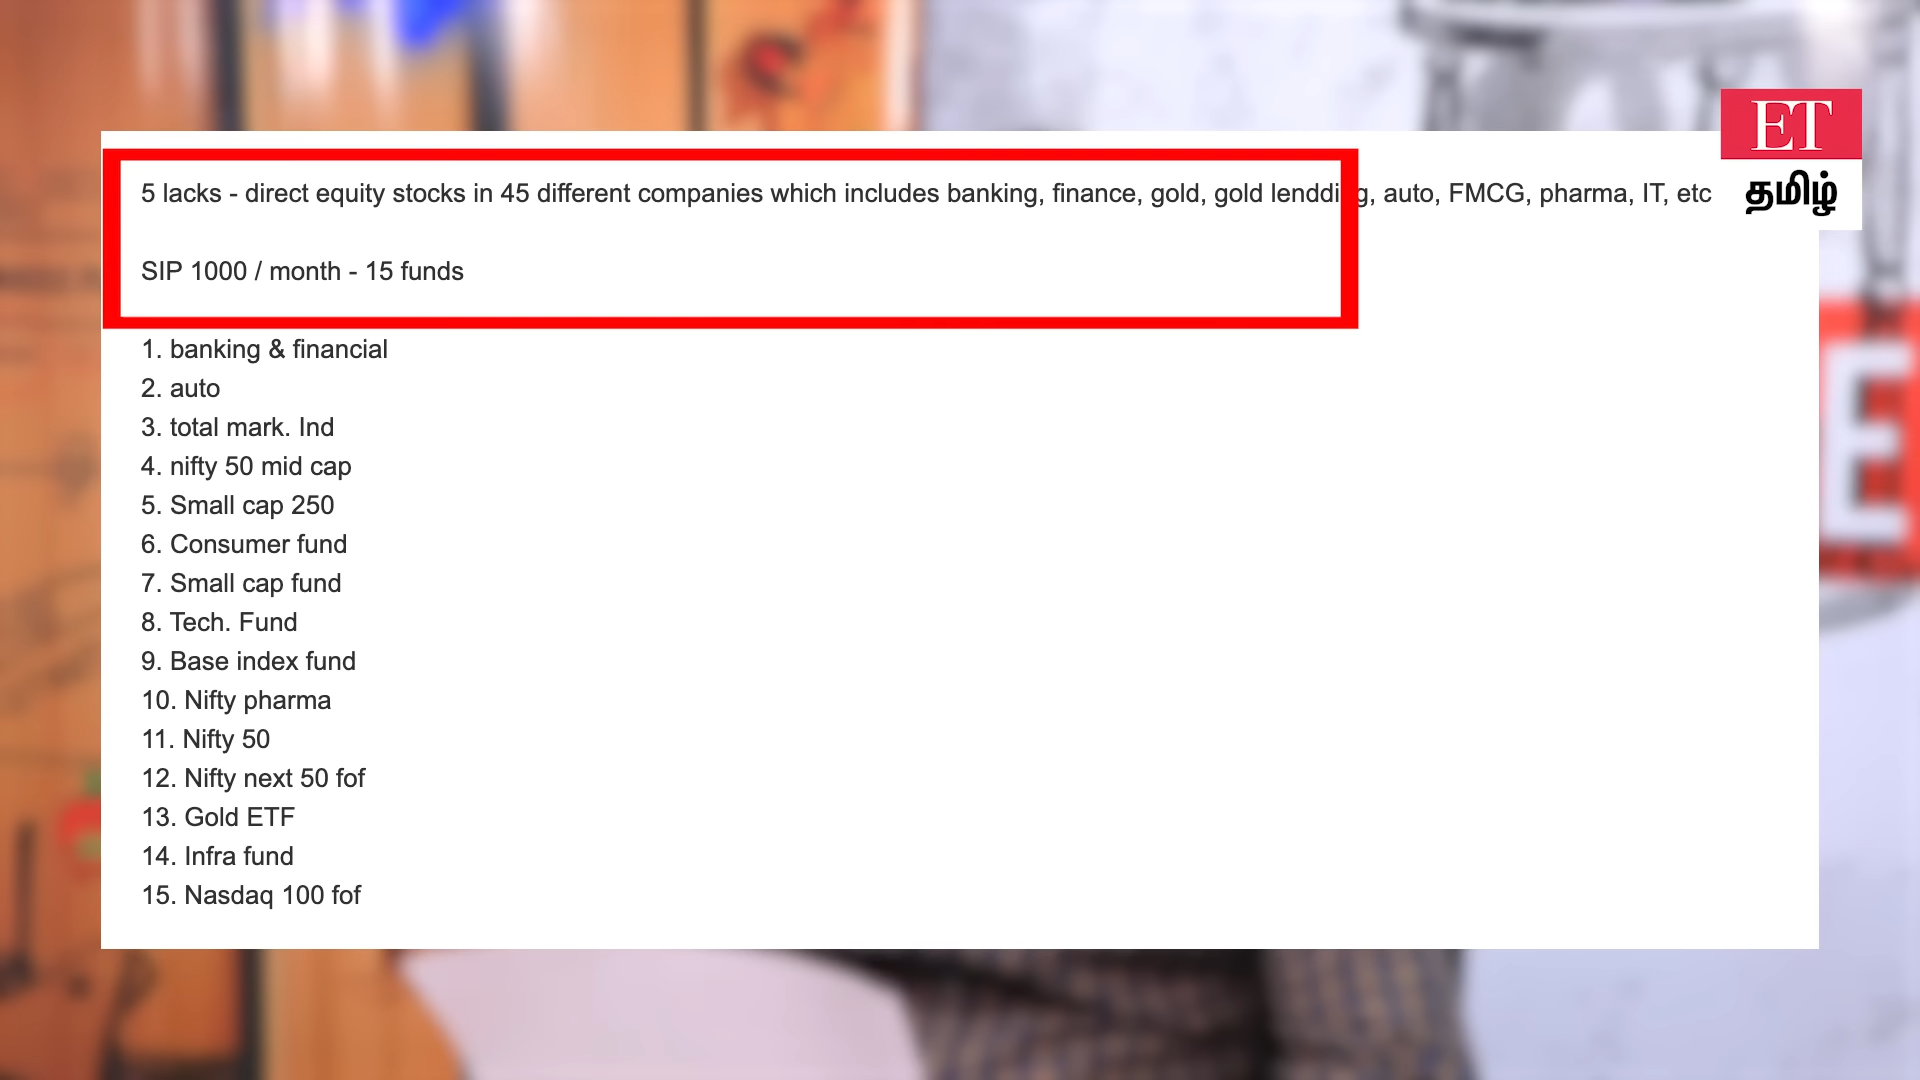 ET
தமிழ்
5 lacks - direct equity stocks in 45 different companies which includes banking, finance, gold, gold lendding, auto, FMCG, pharma, IT, etc
SIP 1000 / month - 15 funds
1. banking & financial
2. auto
3. total mark. Ind
4. nifty 50 mid cap
5. Small cap 250
6. Consumer fund
7. Small cap fund
8. Tech. Fund
9. Base index fund
10. Nifty pharma
11. Nifty 50
12. Nifty next 50 fof
13. Gold ETF
14. Infra fund
15. Nasdaq 100 fof
E